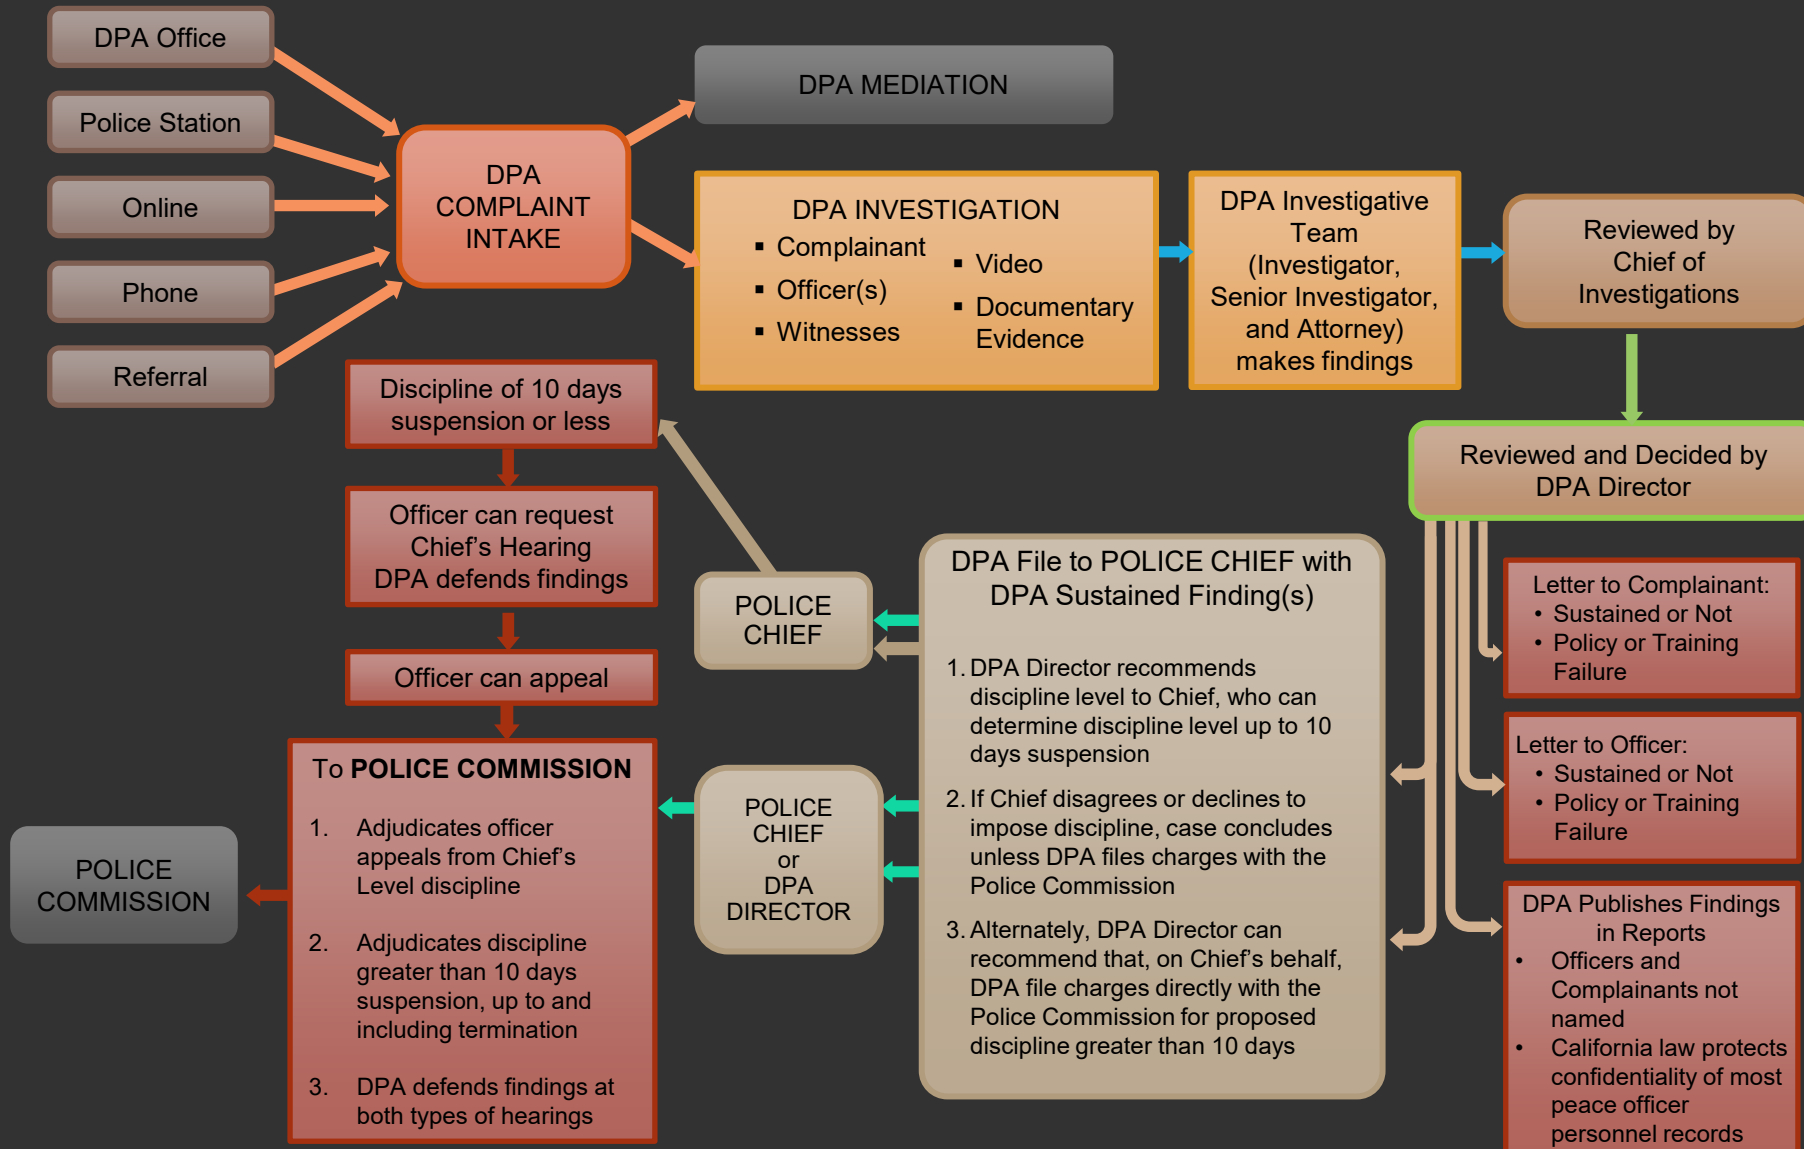 DPA Office
Police Station
Online
Phone
Referral
DPA
COMPLAINT
INTAKE
DPA MEDIATION
DPA INVESTIGATION
▪ Complainant
▪ Officer(s)
▪ Witnesses
▪ Video
▪ Documentary
Evidence
DPA Investigative
Team
(Investigator,
Senior Investigator,
and Attorney)
makes findings
Reviewed by
Chief of
Investigations
Reviewed and Decided by
DPA Director
Letter to Complainant:
• Sustained or Not
• Policy or Training
Failure
Letter to Officer:
• Sustained or Not
• Policy or Training
Failure
DPA Publishes Findings
in Reports
• Officers and
Complainants not
named
• California law protects
confidentiality of most
peace officer
personnel records
DPA File to POLICE CHIEF with
DPA Sustained Finding(s)
1. DPA Director recommends
discipline level to Chief, who can
determine discipline level up to 10
days suspension
2. If Chief disagrees or declines to
impose discipline, case concludes
unless DPA files charges with the
Police Commission
3. Alternately, DPA Director can
recommend that, on Chief's behalf,
DPA file charges directly with the
Police Commission for proposed
discipline greater than 10 days
POLICE
CHIEF
POLICE
CHIEF
or
DPA
DIRECTOR
Discipline of 10 days
suspension or less
Officer can request
Chief's Hearing
DPA defends findings
Officer can appeal
To POLICE COMMISSION
1. Adjudicates officer
appeals from Chief's
Level discipline
2. Adjudicates discipline
greater than 10 days
suspension, up to and
including termination
3. DPA defends findings at
both types of hearings
POLICE
COMMISSION